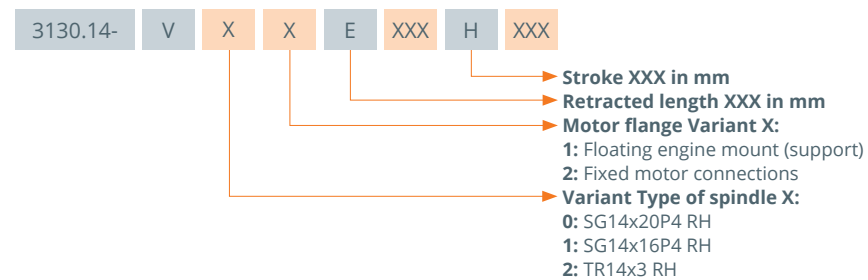 3130.14- V X X E XXX H XXX
Stroke XXX in mm
Retracted length XXX in mm
Motor flange Variant X:
1: Floating engine mount (support)
2: Fixed motor connections
Variant Type of spindle X:
0: SG14x20P4 RH
1: SG14x16P4 RH
2: TR14x3 RH